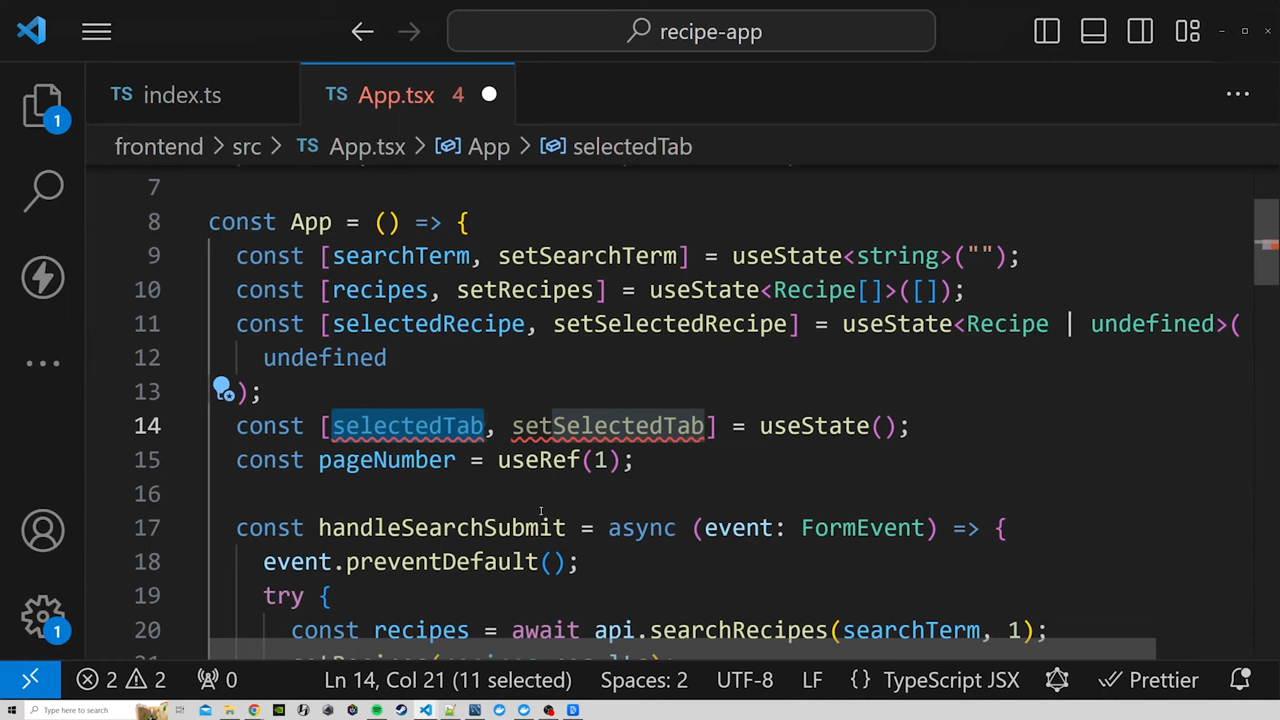 recipe-app
TS index.ts
TS App.tsx 4
1
frontend > src > TS App.tsx > App > selectedTab
7
8 const App = () => {
9 const [searchTerm, setSearchTerm] = useState<string>("");
10 const [recipes, setRecipes] = useState<Recipe[]>([]);
11 const [selectedRecipe, setSelectedRecipe] = useState<Recipe | undefined>(
12 undefined
13 );
14 const [selectedTab, setSelectedTab] = useState();
15 const pageNumber = useRef(1);
16
17 const handleSearchSubmit = async (event: FormEvent) => {
18 event.preventDefault();
19 try {
20 const recipes = await api.searchRecipes(searchTerm, 1);
1
2 2 0 Ln 14, Col 21 (11 selected) Spaces: 2 UTF-8 LF {} TypeScript JSX Prettier
Type here to search